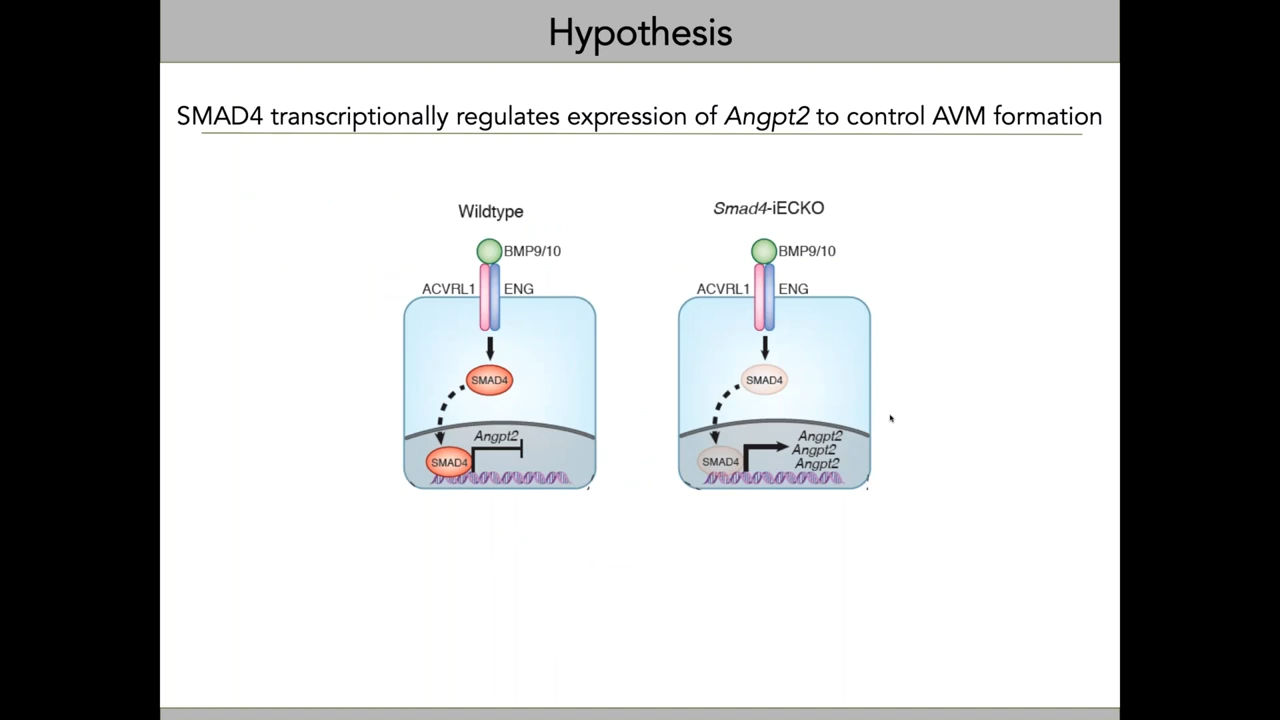 Hypothesis
SMAD4 transcriptionally regulates expression of Angpt2 to control AVM formation
Wildtype
BMP9/10
ACVRL1
ENG
SMAD4
Angpt2
SMAD4
Smad4-iECKO
BMP9/10
ACVRL1
ENG
SMAD4
Angpt2
Angpt2
Angpt2
SMAD4